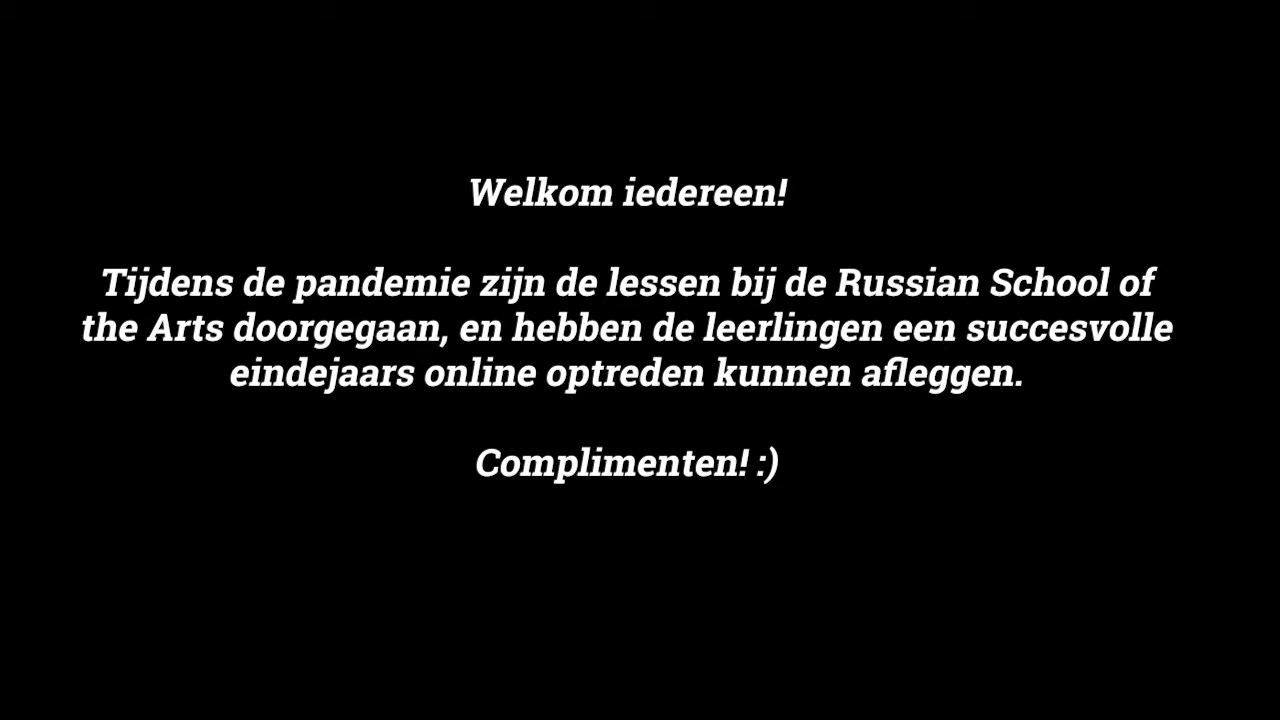 Welkom iedereen!
Tijdens de pandemie zijn de lessen bij de Russian School of
the Arts doorgegaan, en hebben de leerlingen een succesvolle
eindejaars online optreden kunnen afleggen.
Complimenten! :)